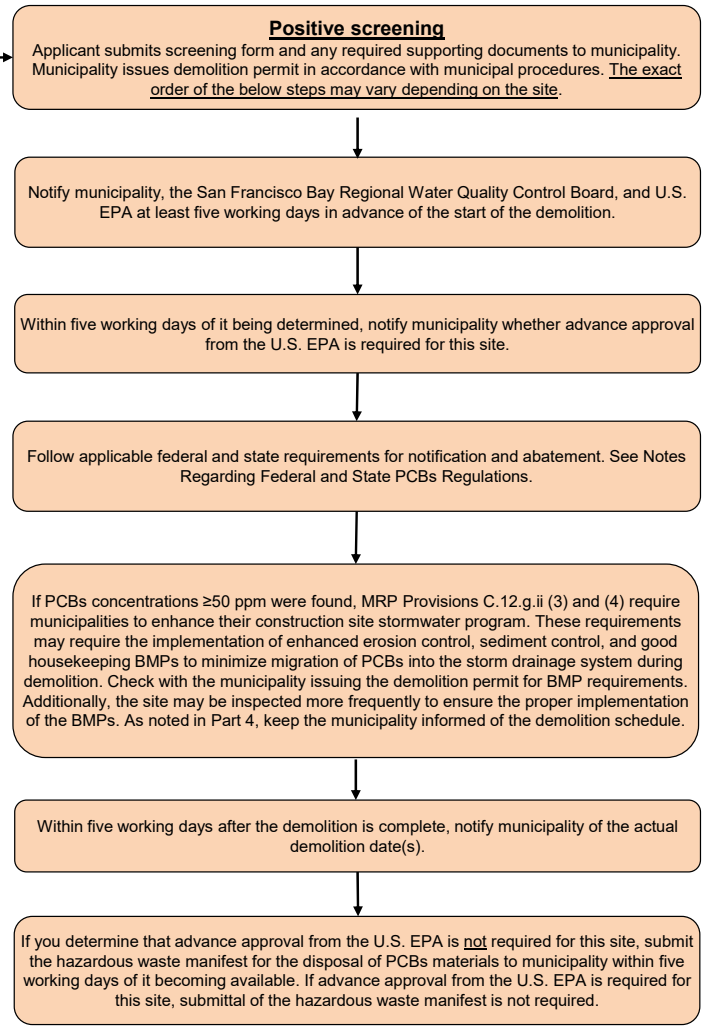 Positive screening
Applicant submits screening form and any required supporting documents to municipality.
Municipality issues demolition permit in accordance with municipal procedures. The exact
order of the below steps may vary depending on the site.
Notify municipality, the San Francisco Bay Regional Water Quality Control Board, and U.S.
EPA at least five working days in advance of the start of the demolition.
Within five working days of it being determined, notify municipality whether advance approval
from the U.S. EPA is required for this site.
Follow applicable federal and state requirements for notification and abatement. See Notes
Regarding Federal and State PCBs Regulations.
If PCBs concentrations ≥50 ppm were found, MRP Provisions C.12.g.ii (3) and (4) require
municipalities to enhance their construction site stormwater program. These requirements
may require the implementation of enhanced erosion control, sediment control, and good
housekeeping BMPs to minimize migration of PCBs into the storm drainage system during
demolition. Check with the municipality issuing the demolition permit for BMP requirements.
Additionally, the site may be inspected more frequently to ensure the proper implementation
of the BMPs. As noted in Part 4, keep the municipality informed of the demolition schedule.
Within five working days after the demolition is complete, notify municipality of the actual
demolition date(s).
If you determine that advance approval from the U.S. EPA is not required for this site, submit
the hazardous waste manifest for the disposal of PCBs materials to municipality within five
working days of it becoming available. If advance approval from the U.S. EPA is required for
this site, submittal of the hazardous waste manifest is not required.